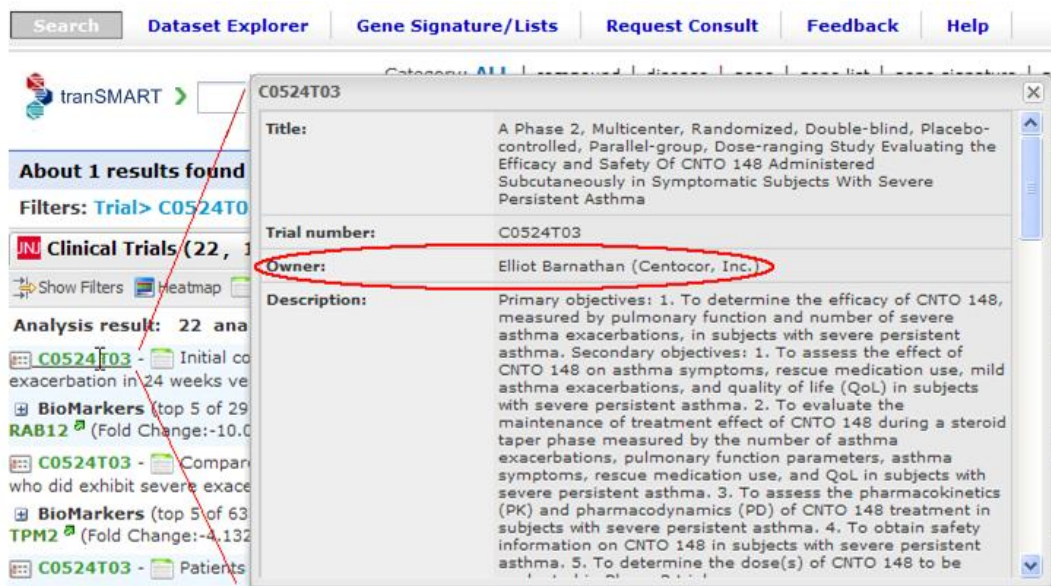 Search Dataset Explorer Gene Signature/Lists Request Consult Feedback Help
Category: ALL compound disease gene gene list gene signature
tranSMART
About 1 results found
Filters: Trial> C0524T0
JNJ Clinical Trials (22,
Show Filters Heatmap
Analysis result: 22 ana
C0524T03 - Initial co
exacerbation in 24 weeks ve
BioMarkers (top 5 of 29
RAB12 (Fold Change:-10.0
C0524T03 - Compare
who did exhibit severe exace
BioMarkers (top 5 of 63
TPM2 (Fold Change:-4.132
C0524T03 - Patients
C0524T03
Title: A Phase 2, Multicenter, Randomized, Double-blind, Placebo-
controlled, Parallel-group, Dose-ranging Study Evaluating the
Efficacy and Safety Of CNTO 148 Administered
Subcutaneously in Symptomatic Subjects With Severe
Persistent Asthma
Trial number: C0524T03
Owner: Elliot Barnathan (Centocor, Inc.)
Description: Primary objectives: 1. To determine the efficacy of CNTO 148,
measured by pulmonary function and number of severe
asthma exacerbations, in subjects with severe persistent
asthma. Secondary objectives: 1. To assess the effect of
CNTO 148 on asthma symptoms, rescue medication use, mild
asthma exacerbations, and quality of life (QoL) in subjects
with severe persistent asthma. 2. To evaluate the
maintenance of treatment effect of CNTO 148 during a steroid
taper phase measured by the number of asthma
exacerbations, pulmonary function parameters, asthma
symptoms, rescue medication use, and QoL in subjects with
severe persistent asthma. 3. To assess the pharmacokinetics
(PK) and pharmacodynamics (PD) of CNTO 148 treatment in
subjects with severe persistent asthma. 4. To obtain safety
information on CNTO 148 in subjects with severe persistent
asthma. 5. To determine the dose(s) of CNTO 148 to be